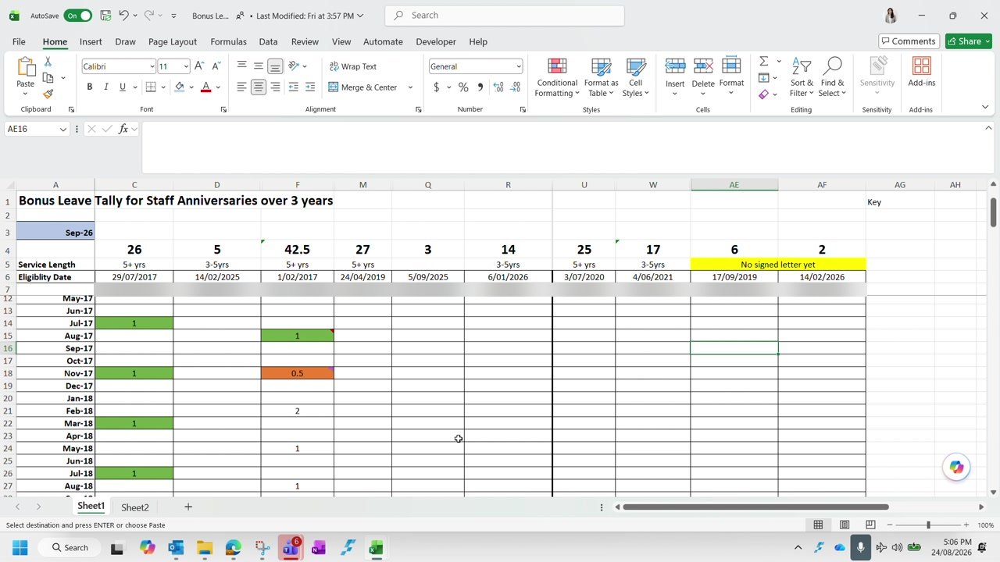 AutoSave On Bonus Le... • Last Modified: Fri at 3:57 PM Search
File Home Insert Draw Page Layout Formulas Data Review View Automate Developer Help Comments Share
Paste Calibri 11 Wrap Text General Conditional Formatting Format as Table Cell Styles Insert Delete Format Sort & Filter Find & Select Sensitivity Add-ins
B I U Merge & Center $ %
Clipboard Font Alignment Number Styles Cells Editing Sensitivity Add-ins
AE16 fx
A C D F M Q R U W AE AF AG AH
1 Bonus Leave Tally for Staff Anniversaries over 3 years Key
2
3 Sep-26
4 26 5 42.5 27 3 14 25 17 6 2
5 Service Length 5+ yrs 3-5yrs 5+ yrs 5+ yrs 3-5yrs 5+ yrs 3-5yrs No signed letter yet
6 Eligiblity Date 29/07/2017 14/02/2025 1/02/2017 24/04/2019 5/09/2025 6/01/2026 3/07/2020 4/06/2021 17/09/2019 14/02/2026
7
12 May-17
13 Jun-17
14 Jul-17 1
15 Aug-17 1
16 Sep-17
17 Oct-17
18 Nov-17 1 0.5
19 Dec-17
20 Jan-18
21 Feb-18 2
22 Mar-18 1
23 Apr-18
24 May-18 1
25 Jun-18
26 Jul-18 1
27 Aug-18 1
Sheet1 Sheet2
Select destination and press ENTER or choose Paste 100%
Search 6 5:06 PM
24/08/2026